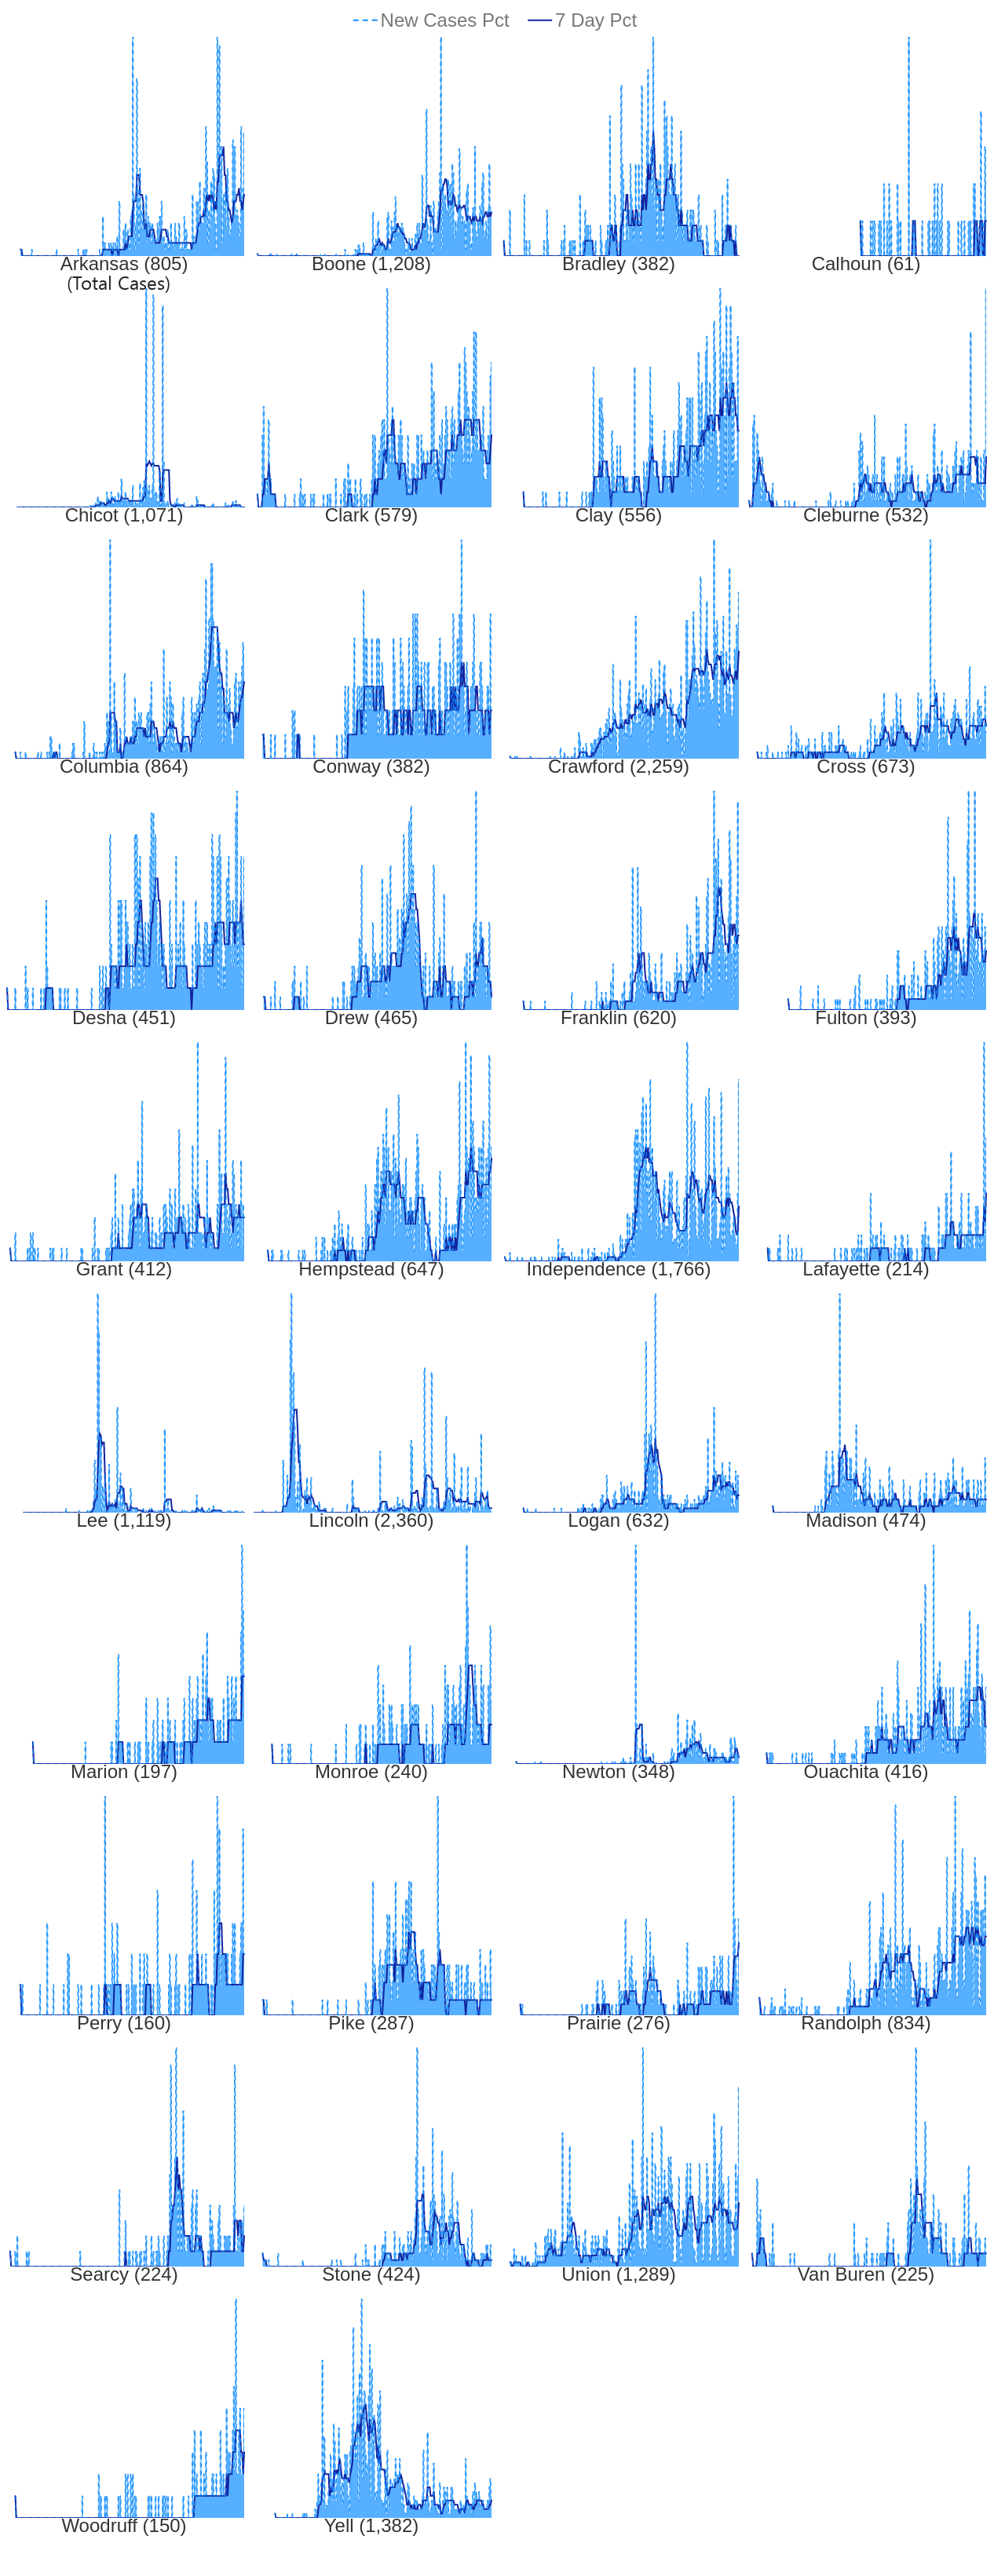 New Cases Pct 7 Day Pct
Arkansas (805) Boone (1,208) Bradley (382) Calhoun (61)
(Total Cases)
Chicot (1,071) Clark (579) Clay (556) Cleburne (532)
Columbia (864) Conway (382) Crawford (2,259) Cross (673)
Desha (451) Drew (465) Franklin (620) Fulton (393)
Grant (412) Hempstead (647) Independence (1,766) Lafayette (214)
Lee (1,119) Lincoln (2,360) Logan (632) Madison (474)
Marion (197) Monroe (240) Newton (348) Ouachita (416)
Perry (160) Pike (287) Prairie (276) Randolph (834)
Searcy (224) Stone (424) Union (1,289) Van Buren (225)
Woodruff (150) Yell (1,382)